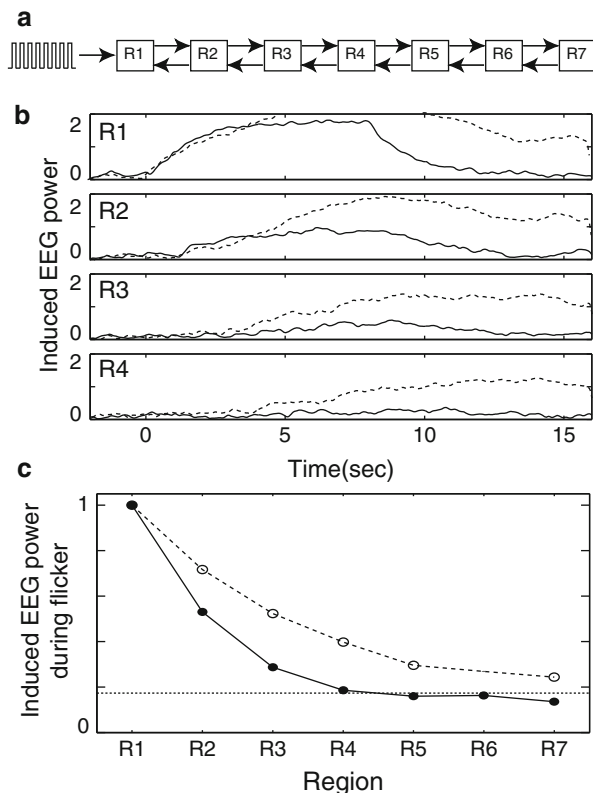 a
R1 R2 R3 R4 R5 R6 R7
b
Induced EEG power
R1
2
0
R2
2
0
R3
2
0
R4
2
0
0 5 10 15
Time(sec)
c
Induced EEG power
during flicker
1
0
R1 R2 R3 R4 R5 R6 R7
Region